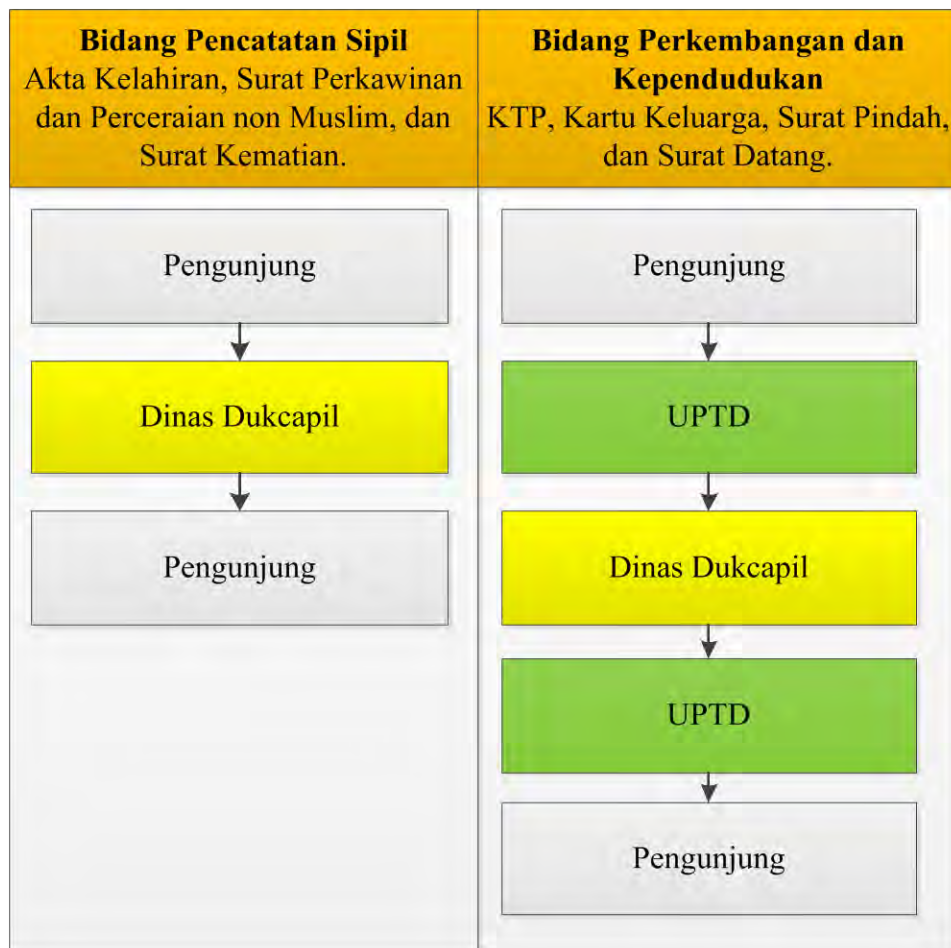 Bidang Pencatatan Sipil
Akta Kelahiran, Surat Perkawinan
dan Perceraian non Muslim, dan
Surat Kematian.
Pengunjung
Dinas Dukcapil
Pengunjung
Bidang Perkembangan dan
Kependudukan
KTP, Kartu Keluarga, Surat Pindah,
dan Surat Datang.
Pengunjung
UPTD
Dinas Dukcapil
UPTD
Pengunjung